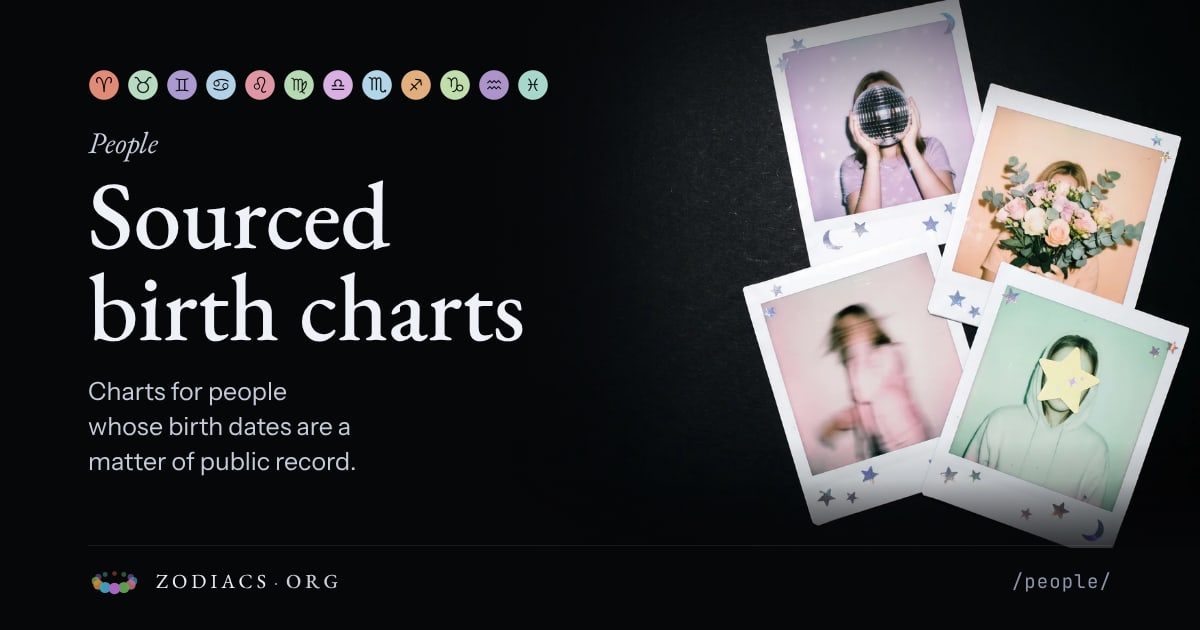 ♈ ♉ ♊ ♋ ♌ ♍ ♎ ♏ ♐ ♑ ♒ ♓
People
Sourced
birth charts
Charts for people
whose birth dates are a
matter of public record.
ZODIACS·ORG
/people/